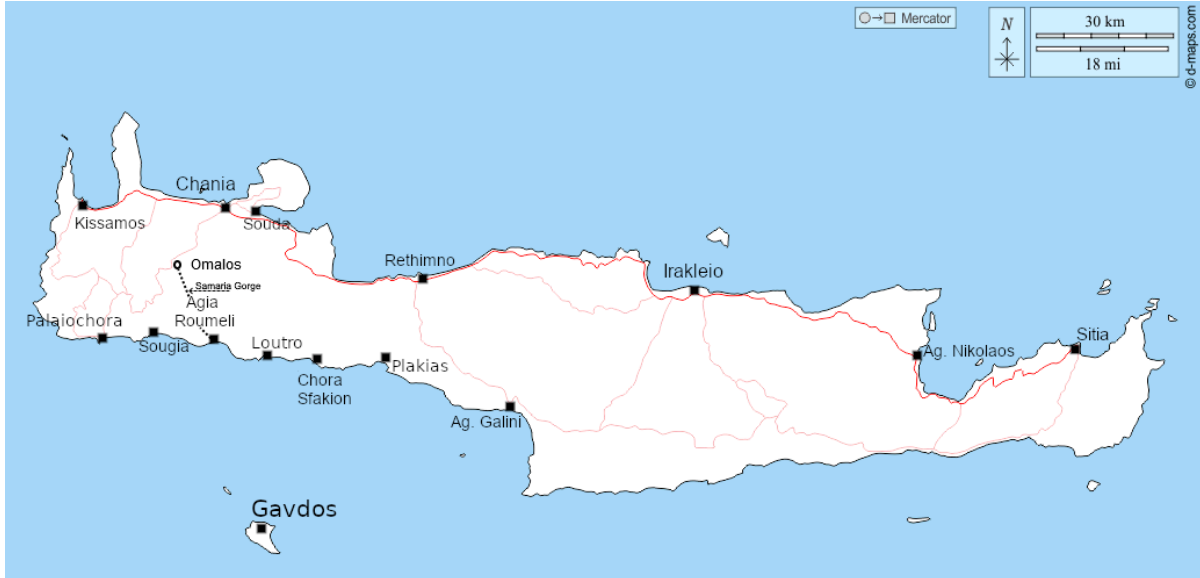 Mercator
N
30 km
18 mi
© d-maps.com
Chania
Kissamos
Souda
Omalos
Samaria Gorge
Agia
Roumeli
Palaiochora
Sougia
Loutro
Chora
Sfakion
Plakias
Rethimno
Irakleio
Ag. Nikolaos
Sitia
Ag. Galini
Gavdos